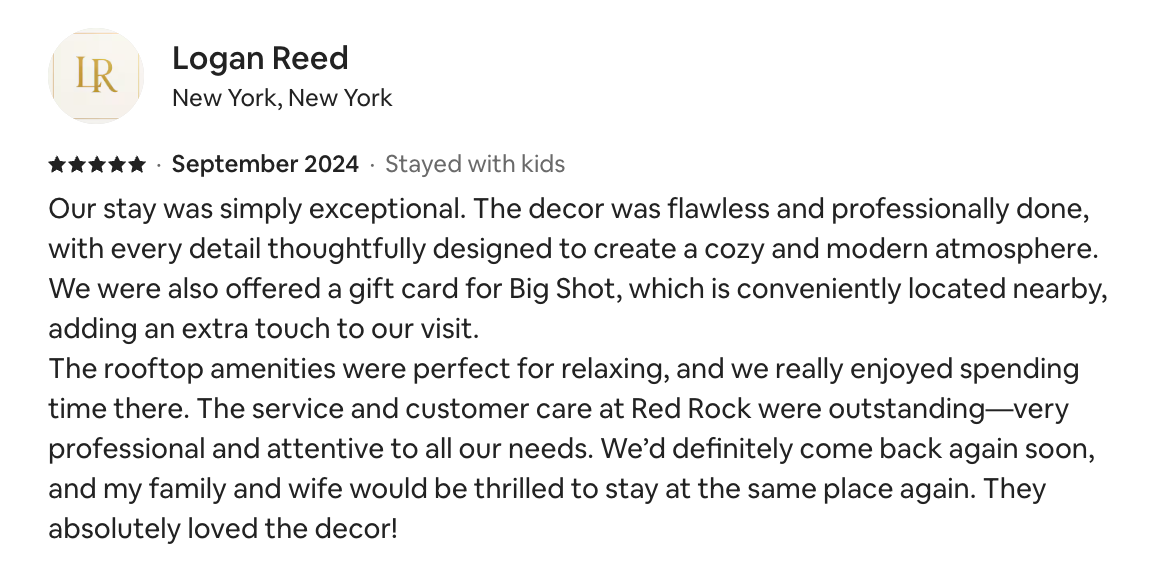 LR
Logan Reed
New York, New York
★★★★★ · September 2024 · Stayed with kids
Our stay was simply exceptional. The decor was flawless and professionally done,
with every detail thoughtfully designed to create a cozy and modern atmosphere.
We were also offered a gift card for Big Shot, which is conveniently located nearby,
adding an extra touch to our visit.
The rooftop amenities were perfect for relaxing, and we really enjoyed spending
time there. The service and customer care at Red Rock were outstanding—very
professional and attentive to all our needs. We’d definitely come back again soon,
and my family and wife would be thrilled to stay at the same place again. They
absolutely loved the decor!